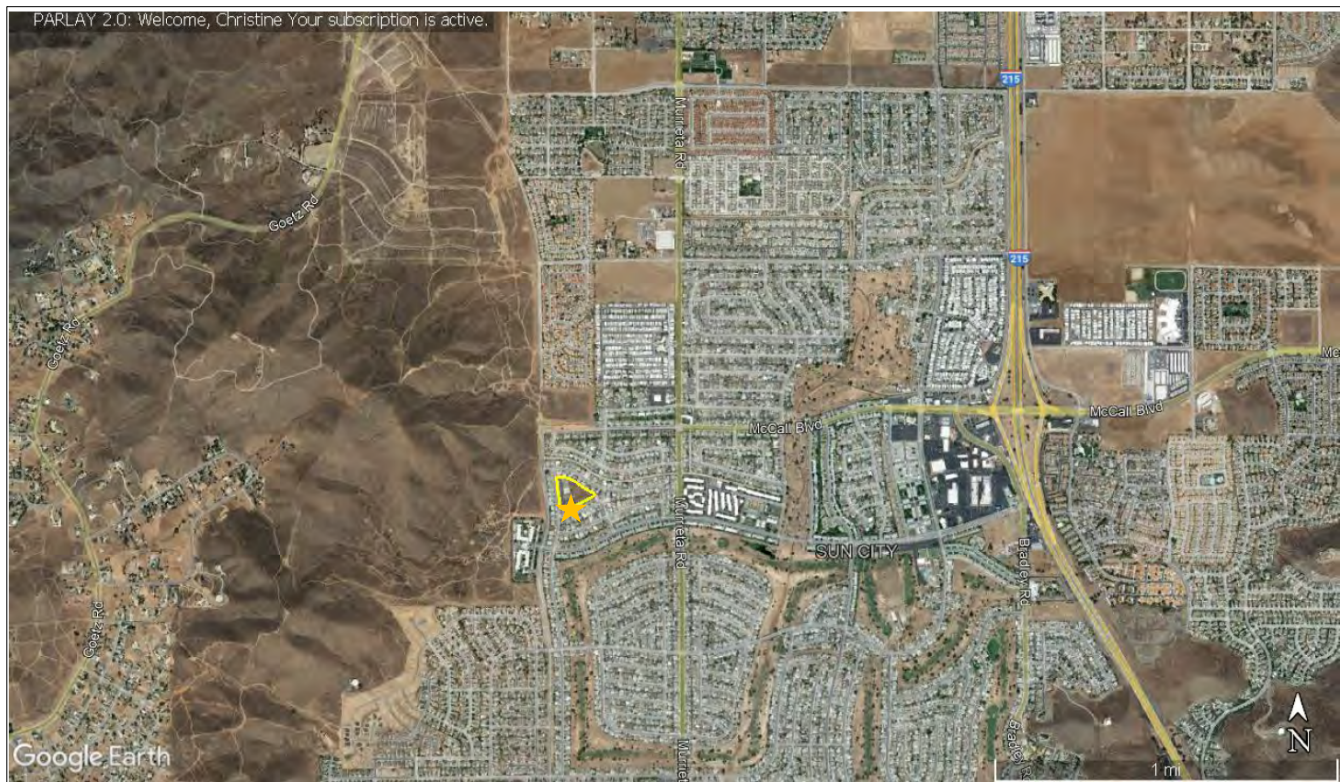 PARLAY 2.0: Welcome, Christine Your subscription is active.
215
Murrieta Rd
Goetz Rd
215
Goetz Rd
McCall Blvd
McCall Blvd
Murrieta Rd
SUN CITY
Bradley Rd
Goetz Rd
N
Google Earth
1 mi